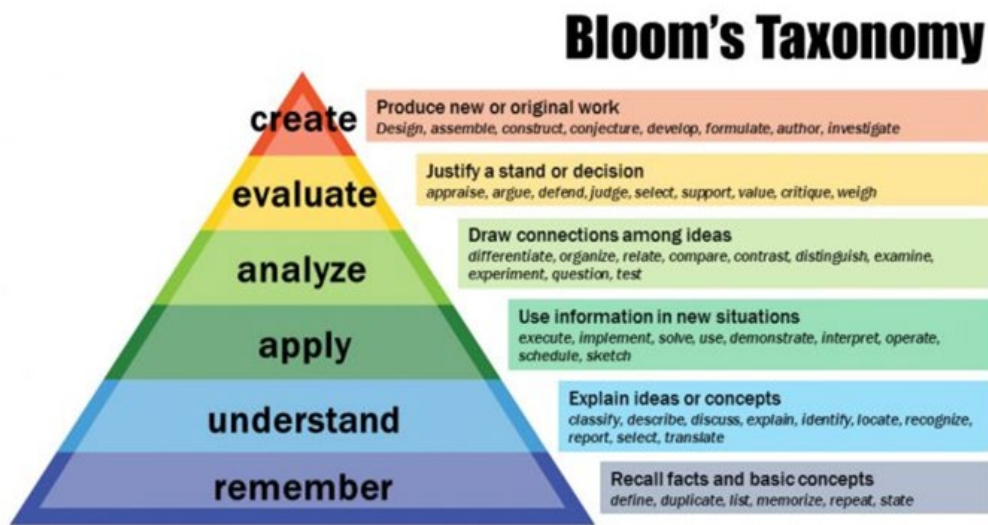 Bloom's Taxonomy
create
Produce new or original work
Design, assemble, construct, conjecture, develop, formulate, author, investigate
evaluate
Justify a stand or decision
appraise, argue, defend, judge, select, support, value, critique, weigh
analyze
Draw connections among ideas
differentiate, organize, relate, compare, contrast, distinguish, examine,
experiment, question, test
apply
Use information in new situations
execute, implement, solve, use, demonstrate, interpret, operate,
schedule, sketch
understand
Explain ideas or concepts
classify, describe, discuss, explain, identify, locate, recognize,
report, select, translate
remember
Recall facts and basic concepts
define, duplicate, list, memorize, repeat, state